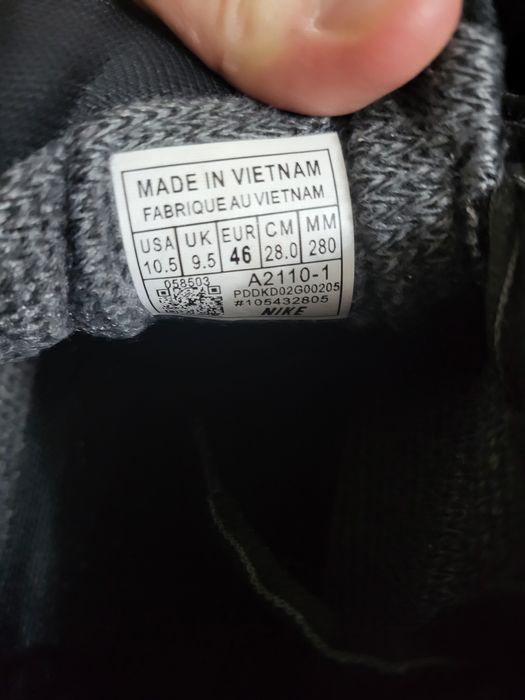 MADE IN VIETNAM
FABRIQUE AU VIETNAM
USA UK EUR CM MM
10.5 9.5 46 28.0 280
058503 A2110-1
PDDKD02G00205
#105432805
NIKE